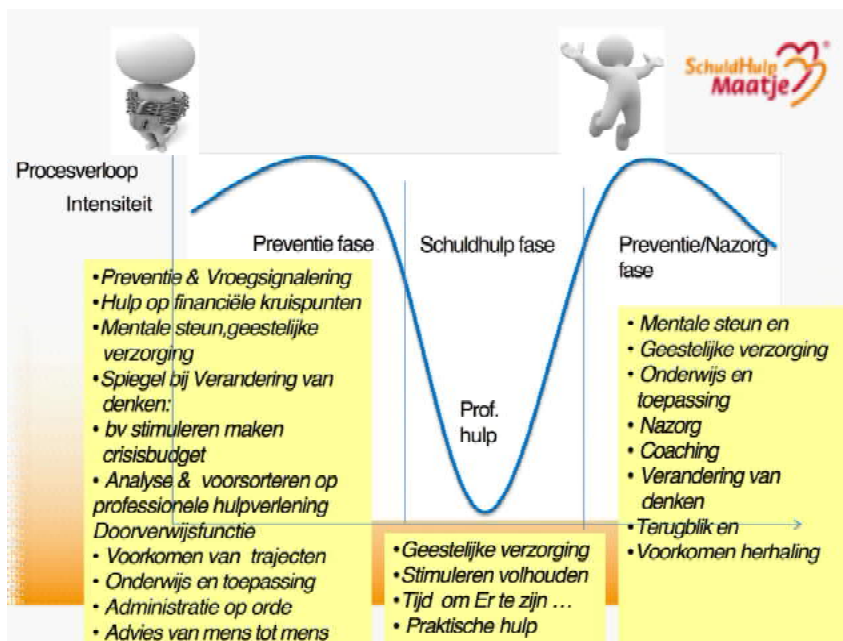 SchuldHulp
Maatje
Procesverloop
Intensiteit
Preventie fase
•Preventie & Vroegsignalering
•Hulp op financiële kruispunten
•Mentale steun,geestelijke
verzorging
•Spiegel bij Verandering van
denken:
• bv stimuleren maken
crisisbudget
• Analyse & voorsorteren op
professionele hulpverlening
Doorverwijsfunctie
• Voorkomen van trajecten
• Onderwijs en toepassing
• Administratie op orde
• Advies van mens tot mens
Schuldhulp fase
Prof.
hulp
•Geestelijke verzorging
•Stimuleren volhouden
•Tijd om Er te zijn ...
• Praktische hulp
Preventie/Nazorg
fase
• Mentale steun en
• Geestelijke verzorging
• Onderwijs en
toepassing
• Nazorg
• Coaching
• Verandering van
denken
•Terugblik en
•Voorkomen herhaling